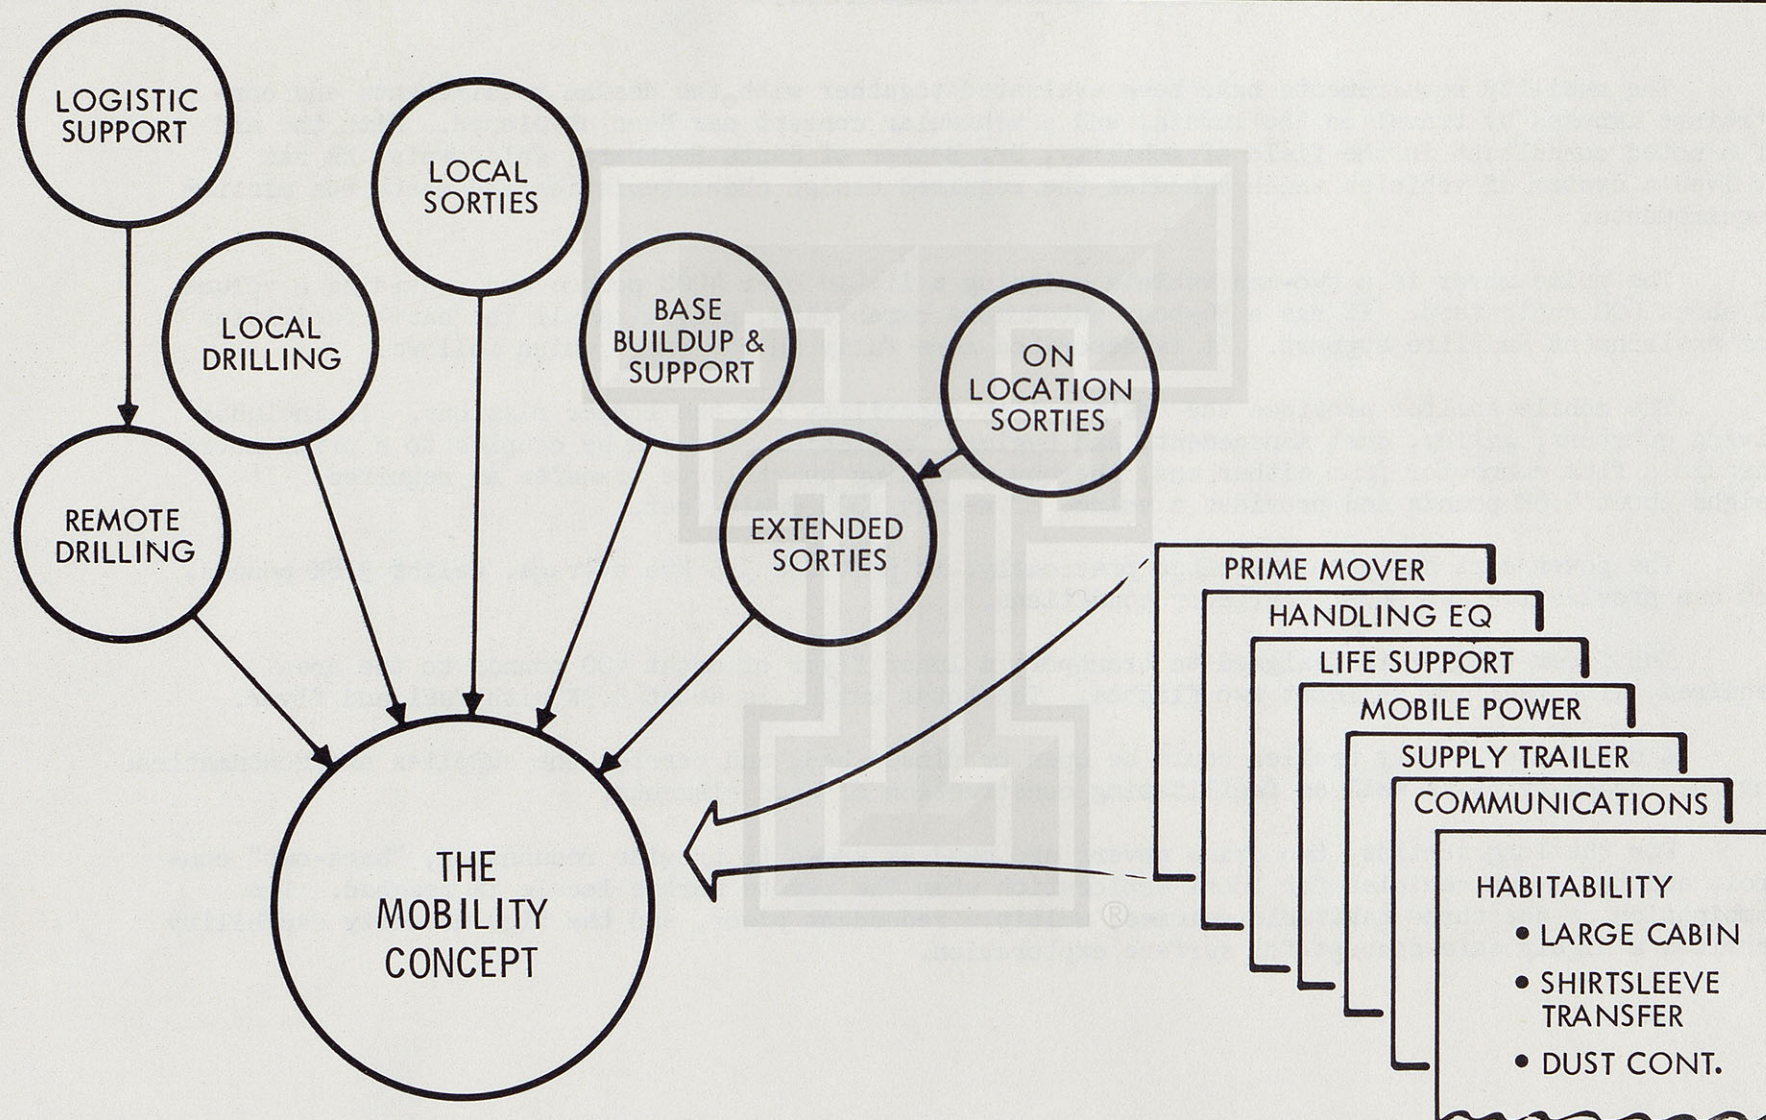 LOGISTIC
SUPPORT
LOCAL
SORTIES
LOCAL
DRILLING
BASE
BUILDUP &
SUPPORT
ON
LOCATION
SORTIES
REMOTE
DRILLING
EXTENDED
SORTIES
THE
MOBILITY
CONCEPT
PRIME MOVER
HANDLING EQ
LIFE SUPPORT
MOBILE POWER
SUPPLY TRAILER
COMMUNICATIONS
HABITABILITY
• LARGE CABIN
• SHIRTSLEEVE
TRANSFER
• DUST CONT.
®